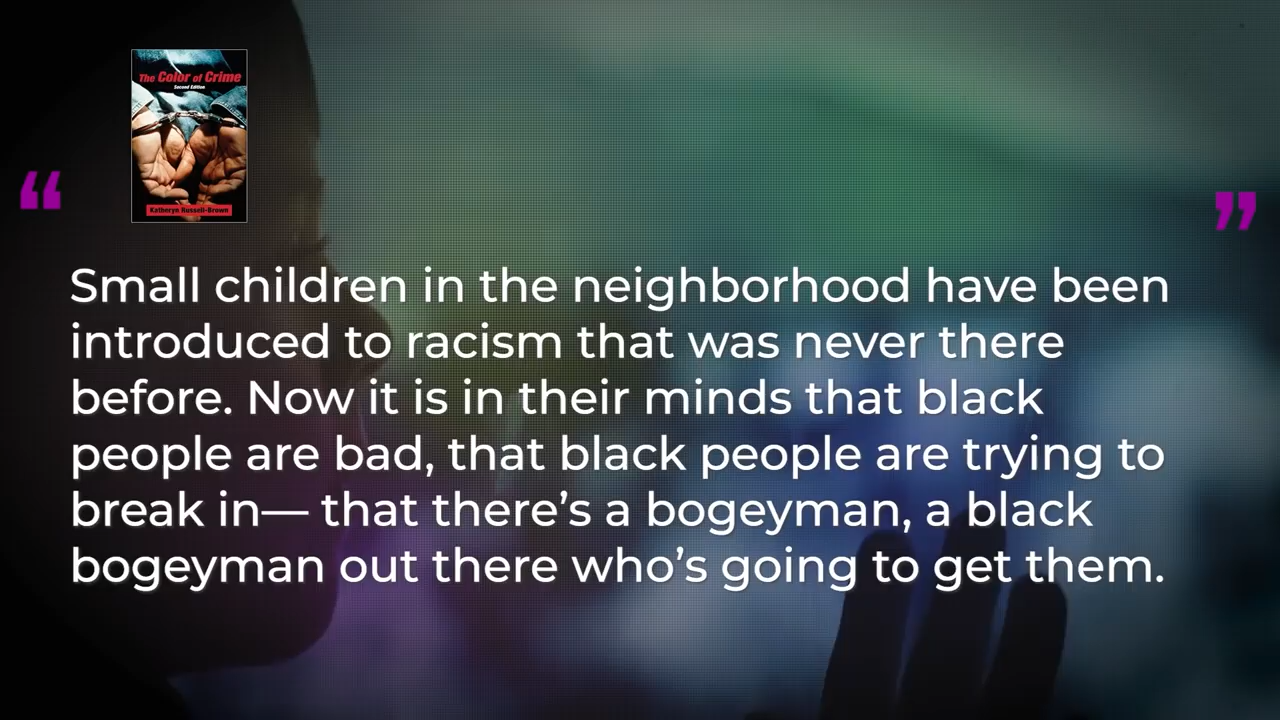 The Color of Crime
Second Edition
Katheryn Russell-Brown
“ ”
Small children in the neighborhood have been
introduced to racism that was never there
before. Now it is in their minds that black
people are bad, that black people are trying to
break in— that there’s a bogeyman, a black
bogeyman out there who’s going to get them.